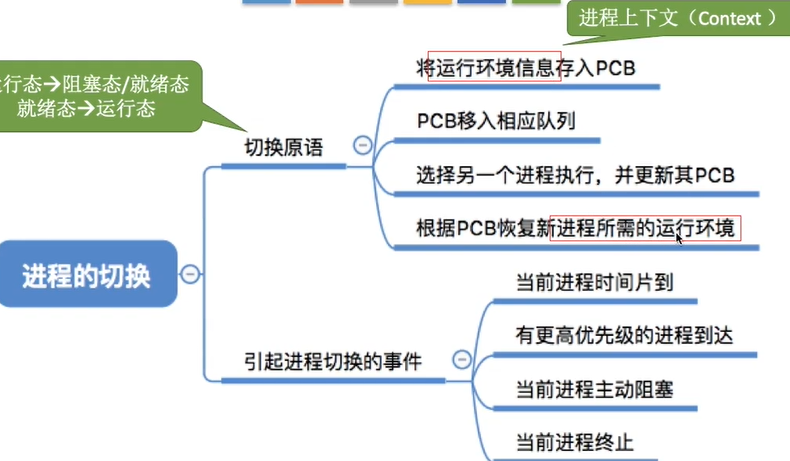 进程上下文（Context ）
将运行环境信息存入PCB
行态→阻塞态/就绪态
就绪态→运行态
PCB移入相应队列
切换原语
选择另一个进程执行，并更新其PCB
根据PCB恢复新进程所需的运行环境
进程的切换
当前进程时间片到
有更高优先级的进程到达
引起进程切换的事件
当前进程主动阻塞
当前进程终止